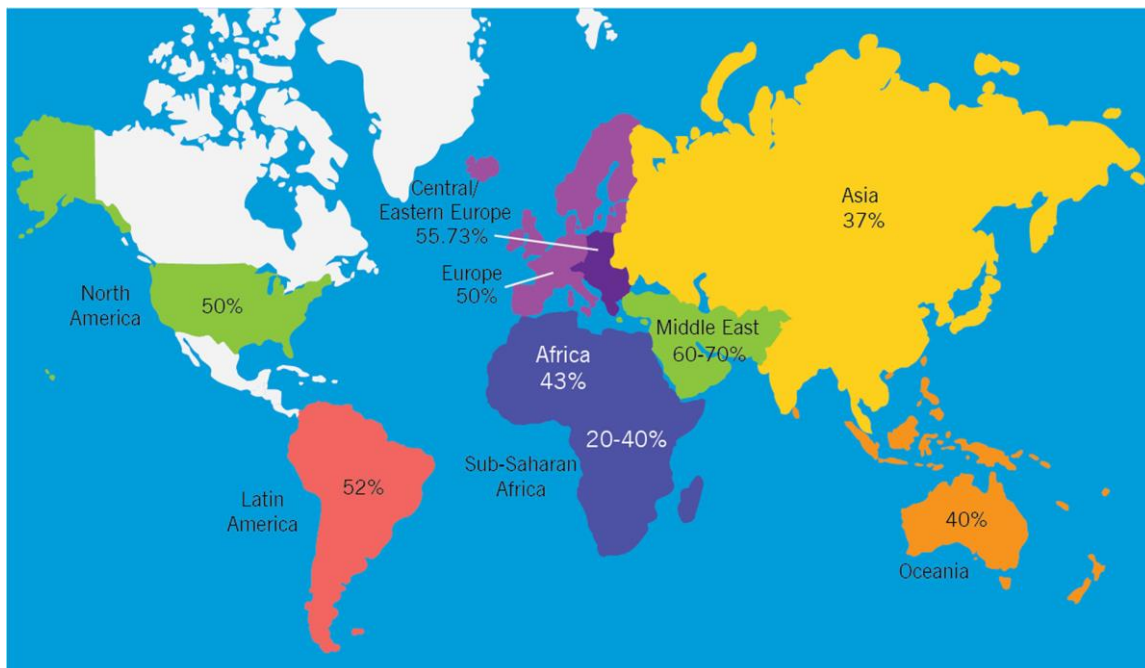 Central/
Eastern Europe
55.73%
Europe
50%
Asia
37%
North
America
50%
Middle East
60-70%
Africa
43%
20-40%
Sub-Saharan
Africa
Latin
America
52%
40%
Oceania